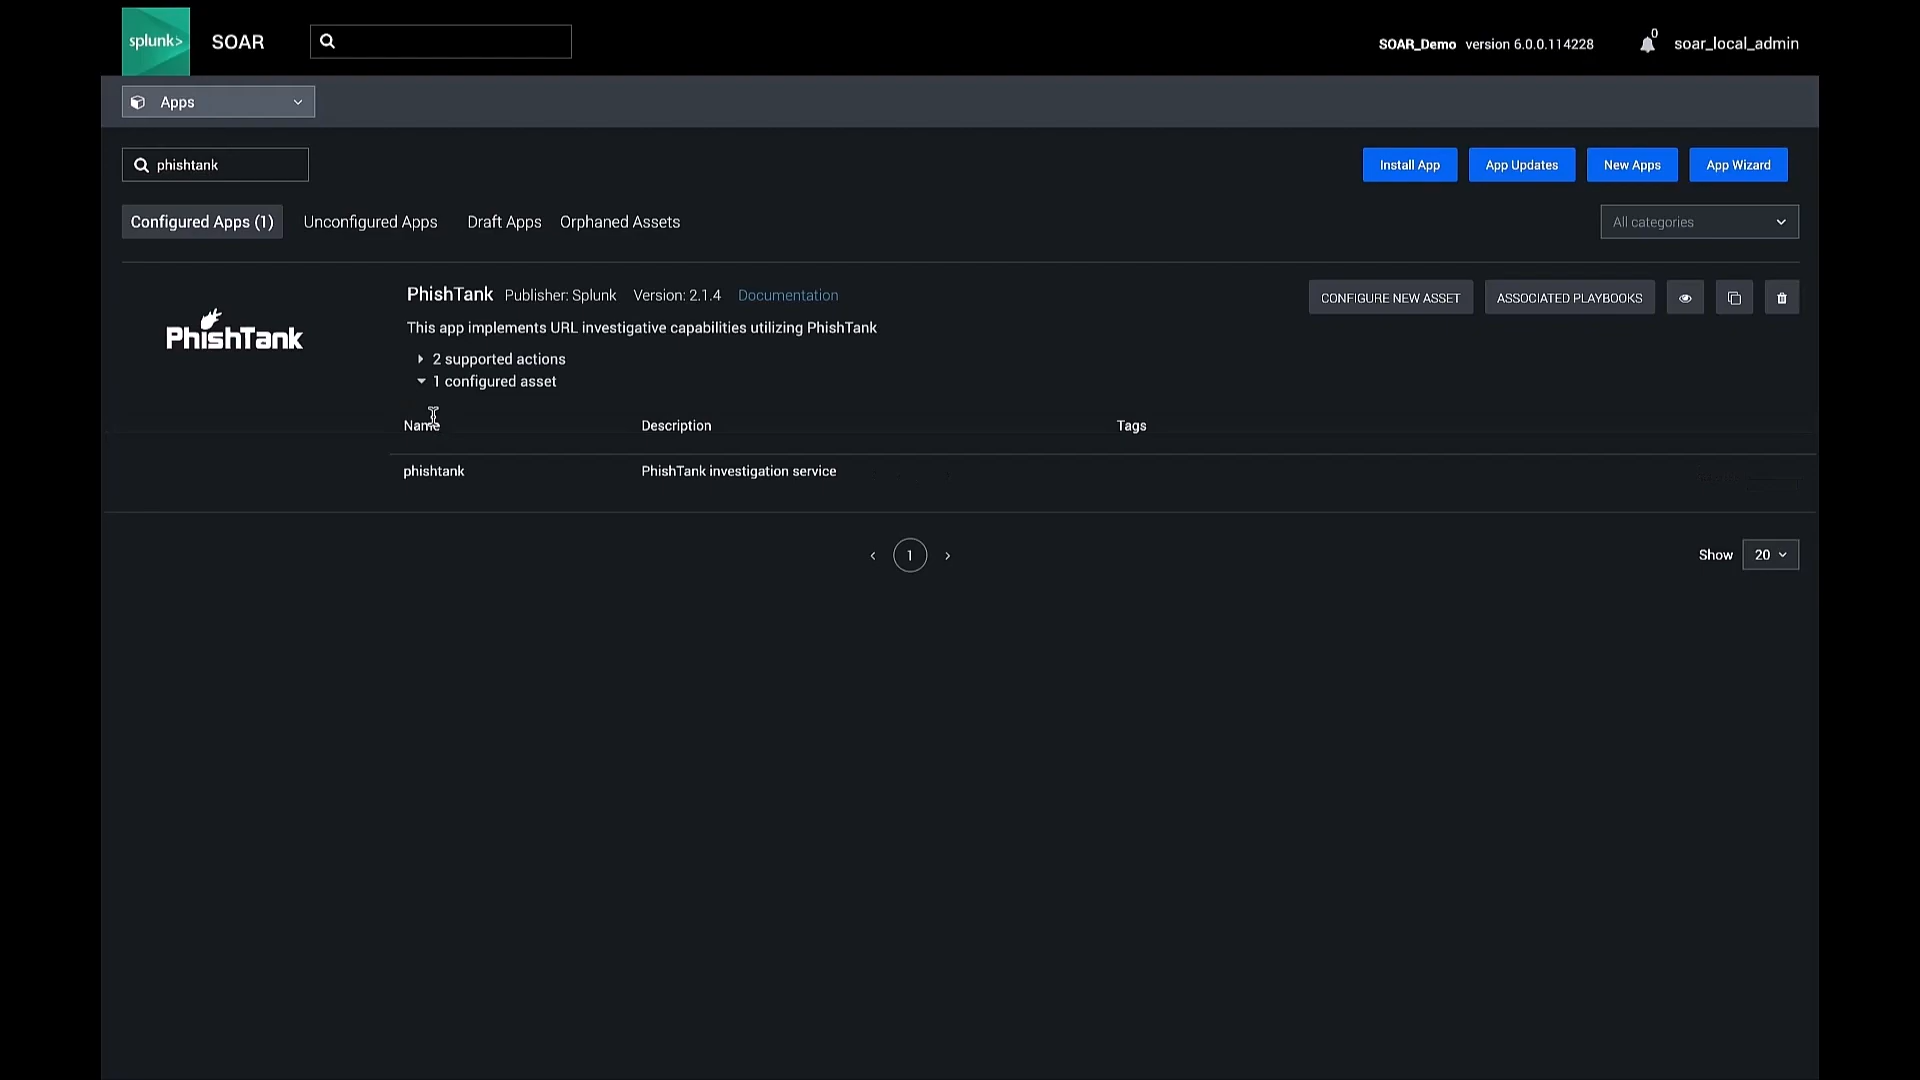 splunk> SOAR SOAR_Demo version 6.0.0.114228 0 soar_local_admin
Apps
phishtank Install App App Updates New Apps App Wizard
Configured Apps (1) Unconfigured Apps Draft Apps Orphaned Assets All categories
PhishTank Publisher: Splunk Version: 2.1.4 Documentation CONFIGURE NEW ASSET ASSOCIATED PLAYBOOKS
PhishTank
This app implements URL investigative capabilities utilizing PhishTank
2 supported actions
1 configured asset
Name Description Tags
phishtank PhishTank investigation service
1 Show 20